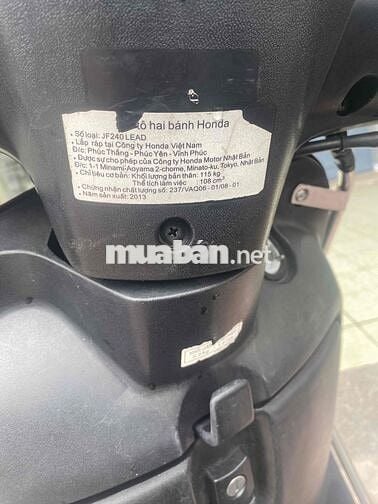 tô hai bánh Honda
• Số loại: JF240 LEAD
• Lắp ráp tại Công ty Honda Việt Nam
Đ/c: Phúc Thắng - Phúc Yên - Vĩnh Phúc
• Được sự cho phép của Công ty Honda Motor Nhật Bản
Đ/c: 1-1 Minami-Aoyama 2-chome, Minato-ku, Tokyo, Nhật Bản
• Chỉ tiêu cơ bản: Khối lượng bản thân: 115 kg
Thể tích làm việc : 108 cm³
• Chứng nhận chất lượng số: 237/VAQ06 - 01/08 - 01
• Năm sản xuất: 2013
muabán.net